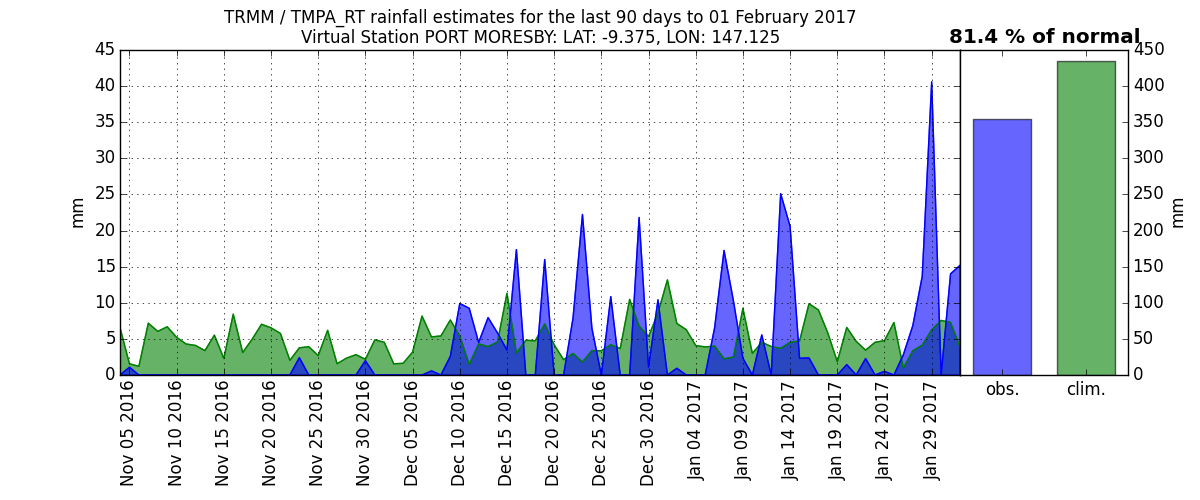 TRMM / TMPA_RT rainfall estimates for the last 90 days to 01 February 2017
Virtual Station PORT MORESBY: LAT: -9.375, LON: 147.125
81.4 % of normal
45
40
35
30
25
20
15
10
5
0
mm
Nov 05 2016
Nov 10 2016
Nov 15 2016
Nov 20 2016
Nov 25 2016
Nov 30 2016
Dec 05 2016
Dec 10 2016
Dec 15 2016
Dec 20 2016
Dec 25 2016
Dec 30 2016
Jan 04 2017
Jan 09 2017
Jan 14 2017
Jan 19 2017
Jan 24 2017
Jan 29 2017
450
400
350
300
250
200
150
100
50
0
mm
obs.
clim.